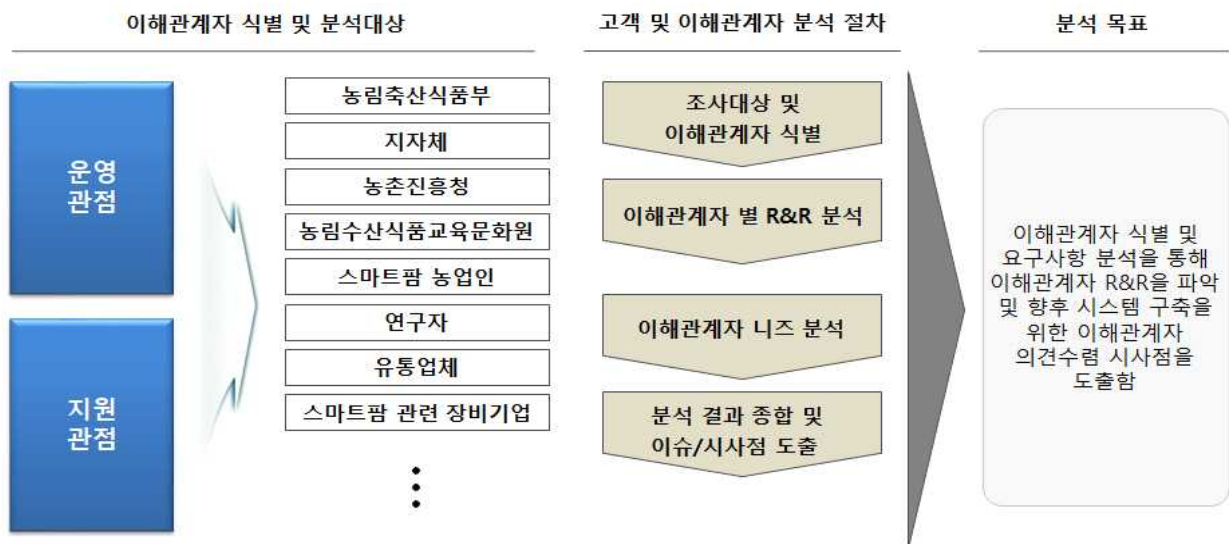 이해관계자 식별 및 분석대상
고객 및 이해관계자 분석 절차
분석 목표
운영
관점
지원
관점
농림축산식품부
지자체
농촌진흥청
농림수산식품교육문화원
스마트팜 농업인
연구자
유통업체
스마트팜 관련 장비기업
조사대상 및
이해관계자 식별
이해관계자 별 R&R 분석
이해관계자 니즈 분석
분석 결과 종합 및
이슈/시사점 도출
이해관계자 식별 및
요구사항 분석을 통해
이해관계자 R&R을 파악
및 향후 시스템 구축을
위한 이해관계자
의견수렴 시사점을
도출함